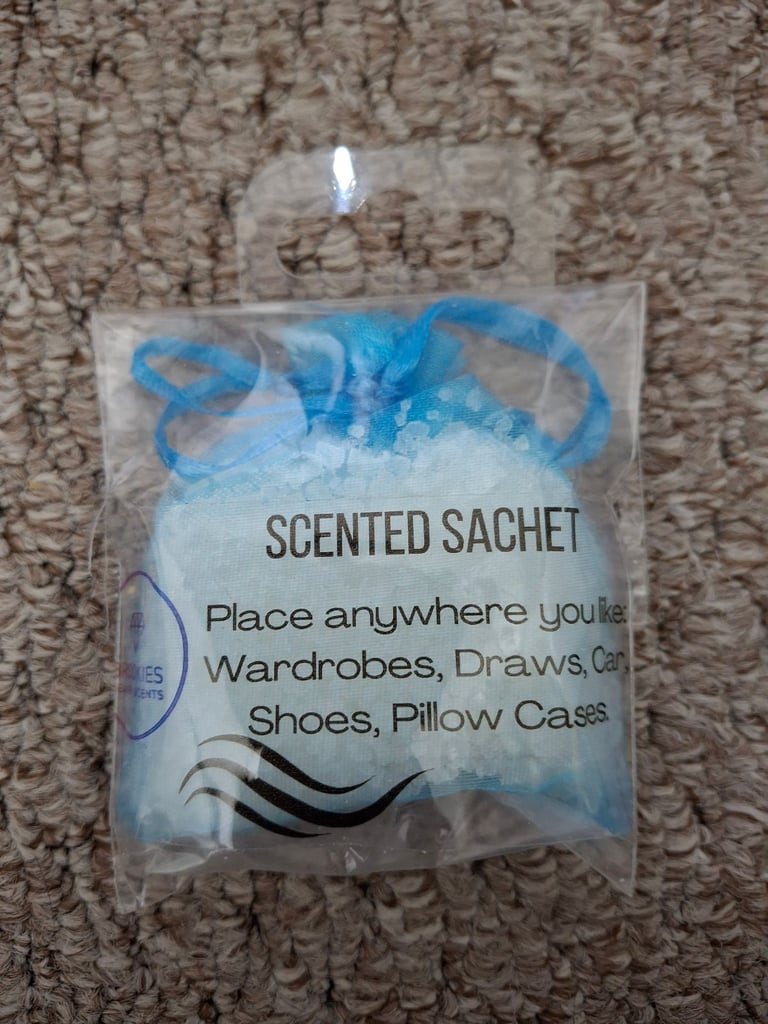 SCENTED SACHET
Place anywhere you like:
Wardrobes, Draws, Car,
Shoes, Pillow Cases.